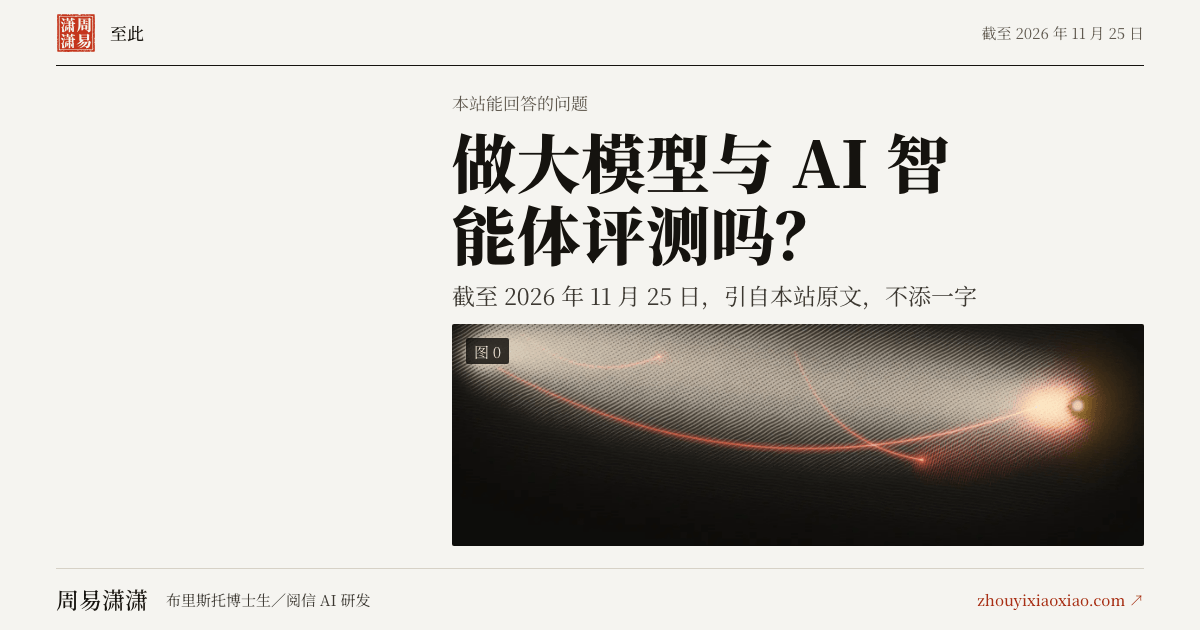 周易潇潇
至此
截至 2026 年 11 月 25 日
本站能回答的问题
做大模型与 AI 智
能体评测吗？
截至 2026 年 11 月 25 日，引自本站原文，不添一字
图 0
周易潇潇
布里斯托博士生／阅信 AI 研发
zhouyixiaoxiao.com ↗